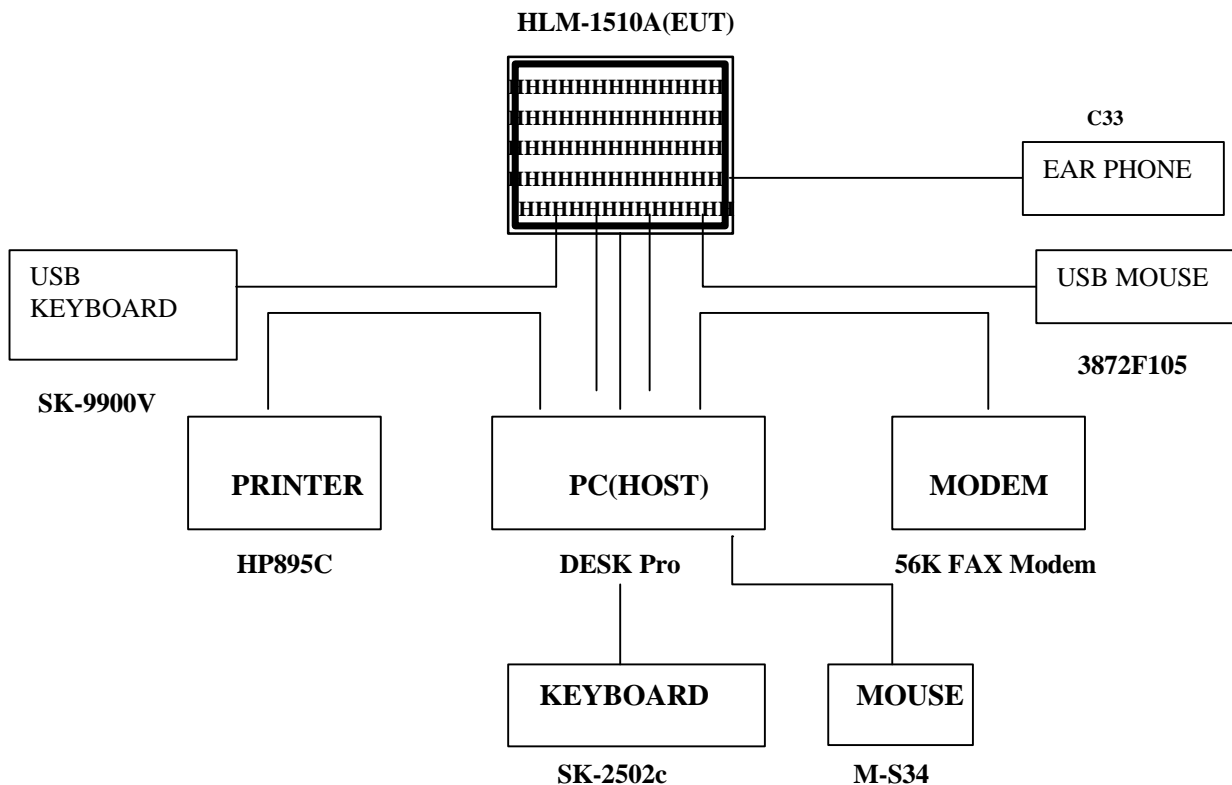 HLM-1510A(EUT)
HHHHHHHHHHHHH
HHHHHHHHHHHHH
HHHHHHHHHHHHH
HHHHHHHHHHHHH
HHHHHHHHHHHHH
C33
EAR PHONE
USB
KEYBOARD
USB MOUSE
3872F105
SK-9900V
PRINTER
PC(HOST)
MODEM
HP895C
DESK Pro
56K FAX Modem
KEYBOARD
MOUSE
SK-2502c
M-S34